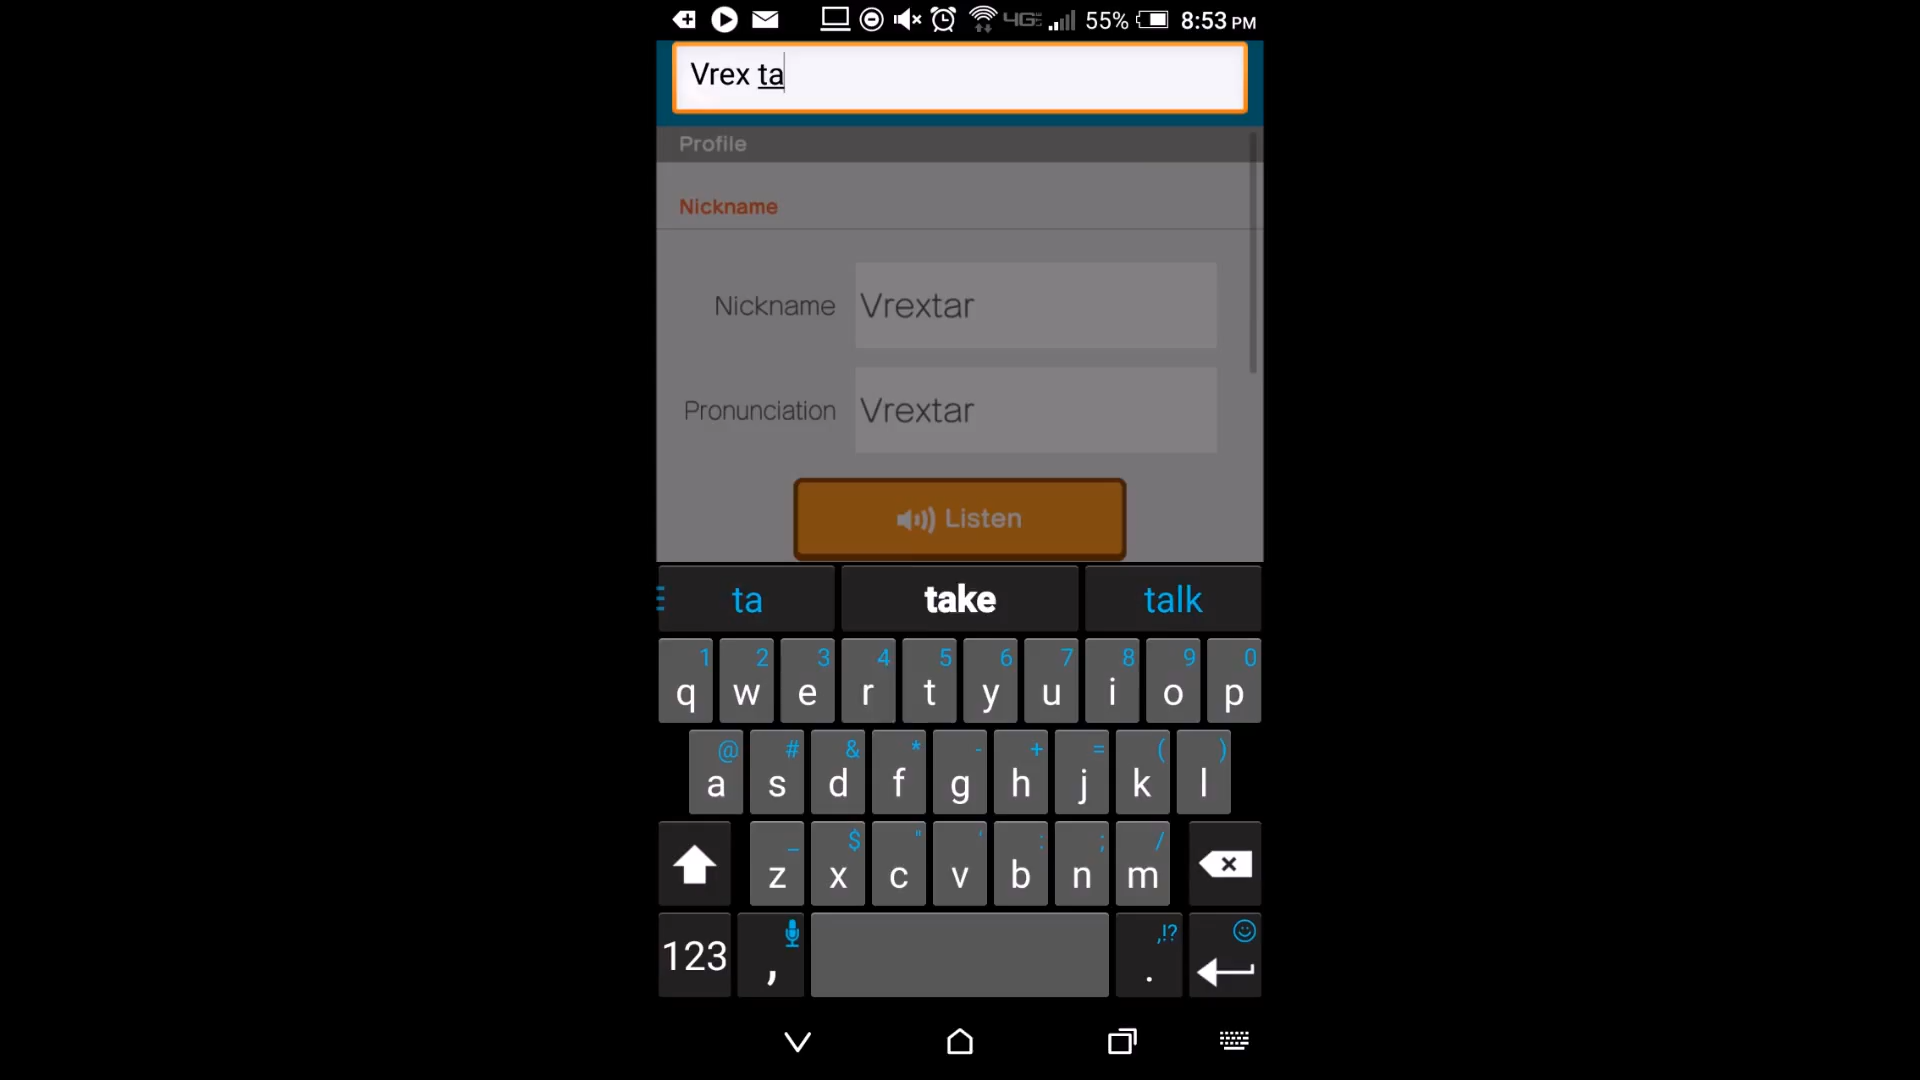 4G 55% 8:53 PM
Vrex ta
Profile
Nickname
Nickname Vrextar
Pronunciation Vrextar
Listen
ta take talk
1 2 3 4 5 6 7 8 9 0
q w e r t y u i o p
@ # & * - + = ( )
a s d f g h j k l
_ $ " ' : ; /
z x c v b n m
,!?
123 , .